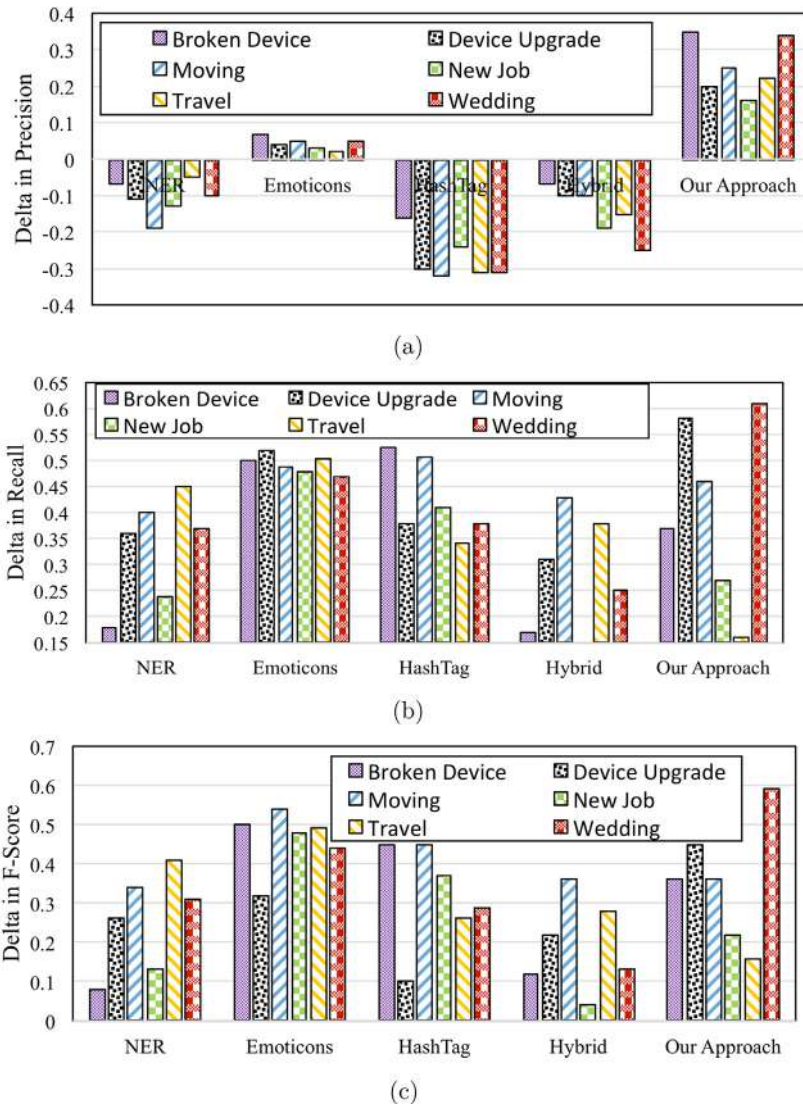 0.4
Broken Device Device Upgrade
0.3
Moving New Job
0.2
Travel Wedding
0.1
0
NER Emoticons HashTag Hybrid Our Approach
-0.1
-0.2
-0.3
-0.4
Delta in Precision
(a)
0.65
Broken Device Device Upgrade Moving
0.6
New Job Travel Wedding
0.55
0.5
0.45
0.4
0.35
0.3
0.25
0.2
0.15
Delta in Recall
NER Emoticons HashTag Hybrid Our Approach
(b)
0.7
Broken Device Device Upgrade
0.6
Moving New Job
0.5
Travel Wedding
0.4
0.3
0.2
0.1
0
Delta in F-Score
NER Emoticons HashTag Hybrid Our Approach
(c)